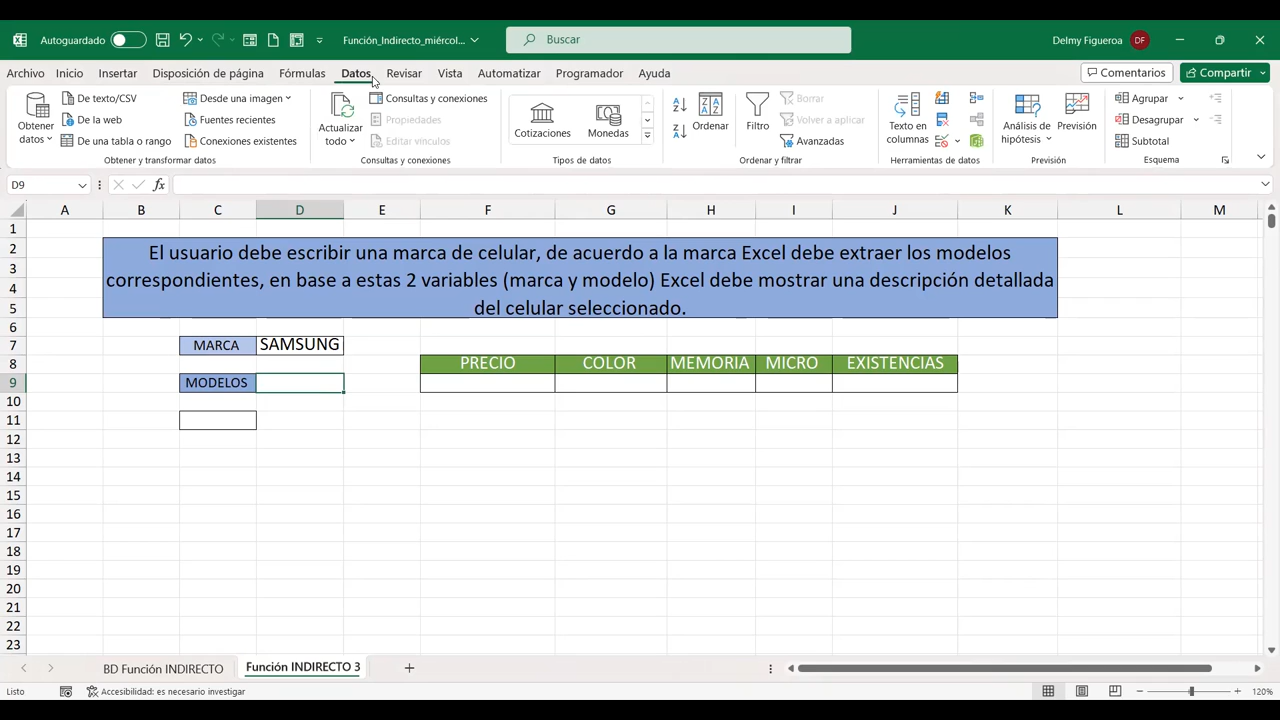 Autoguardado
Función_Indirecto_miércol...
Buscar
Delmy Figueroa DF
Archivo Inicio Insertar Disposición de página Fórmulas Datos Revisar Vista Automatizar Programador Ayuda Comentarios Compartir
Obtener datos
De texto/CSV
De la web
De una tabla o rango
Desde una imagen
Fuentes recientes
Conexiones existentes
Obtener y transformar datos
Actualizar todo
Consultas y conexiones
Propiedades
Editar vínculos
Consultas y conexiones
Cotizaciones
Monedas
Tipos de datos
Ordenar
Filtro
Borrar
Volver a aplicar
Avanzadas
Ordenar y filtrar
Texto en columnas
Herramientas de datos
Análisis de hipótesis
Previsión
Previsión
Agrupar
Desagrupar
Subtotal
Esquema
D9 fx
A B C D E F G H I J K L M
1
2
3
4
5
6
7
8
9
10
11
12
13
14
15
16
17
18
19
20
21
22
23
El usuario debe escribir una marca de celular, de acuerdo a la marca Excel debe extraer los modelos
correspondientes, en base a estas 2 variables (marca y modelo) Excel debe mostrar una descripción detallada
del celular seleccionado.
MARCA SAMSUNG
PRECIO COLOR MEMORIA MICRO EXISTENCIAS
MODELOS
BD Función INDIRECTO Función INDIRECTO 3
Listo Accesibilidad: es necesario investigar 120%